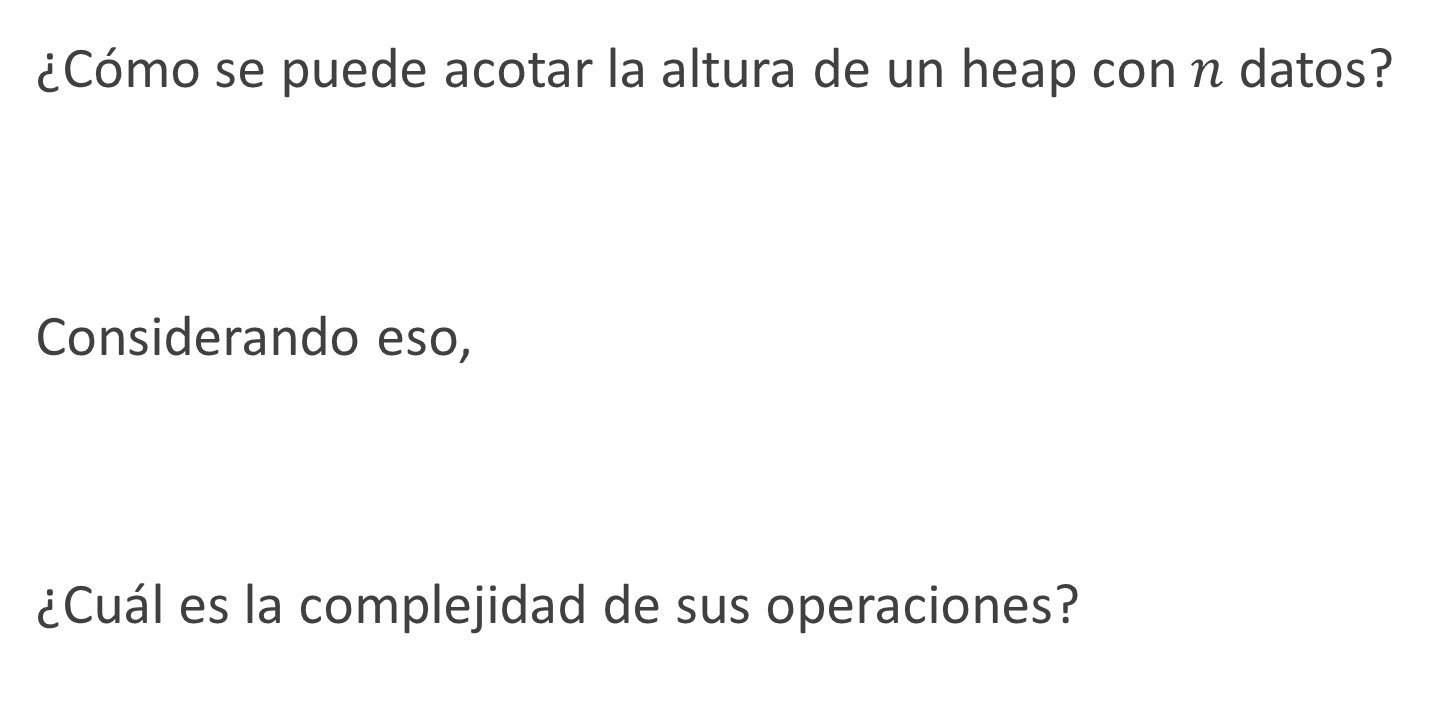 ¿Cómo se puede acotar la altura de un heap con n datos?
Considerando eso,
¿Cuál es la complejidad de sus operaciones?